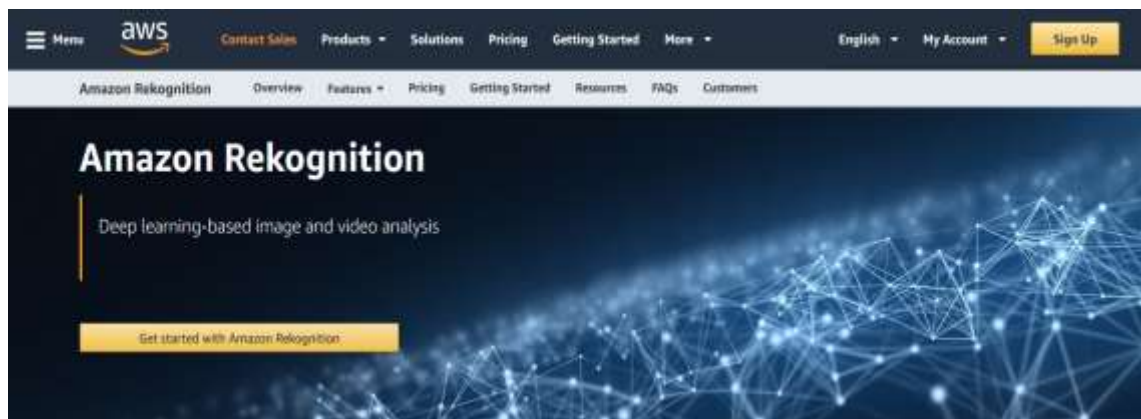 Menu aws Contact Sales Products Solutions Pricing Getting Started More English My Account Sign Up
Amazon Rekognition Overview Features Pricing Getting Started Resources FAQs Customers
Amazon Rekognition
Deep learning-based image and video analysis
Get started with Amazon Rekognition